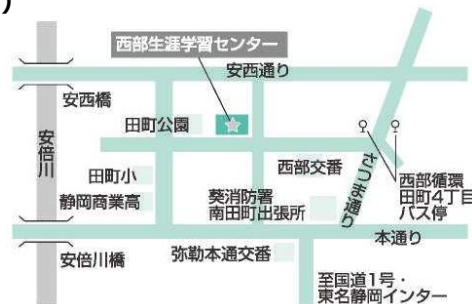 )
西部生涯学習センター
安西通り
安西橋
田町公園
安倍川
西部交番
さつま通り
西部循環
田町4丁目
バス停
田町小
静岡商業高
葵消防署
南田町出張所
本通り
安倍川橋
弥勒本通交番
至国道1号・
東名静岡インター